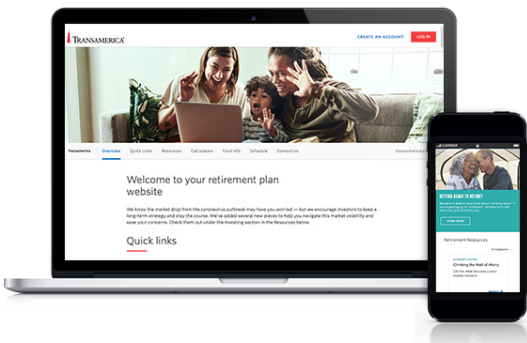 TRANSAMERICA
CREATE AN ACCOUNT
LOG IN
Transamerica Overview Quick Links Resources Calculators Fund Info Schedule Contact Us
Welcome to your retirement plan
website
We know the market drop from the coronavirus outbreak may have you worried — but we encourage investors to keep a
long-term strategy and stay the course. We've added several new pieces to help you navigate this market volatility and
ease your concerns. Check them out under the Investing section in the Resources below.
Quick links
CARRIER
GETTING READY TO RETIRE?
Retirement Resources
Climbing the Wall of Worry